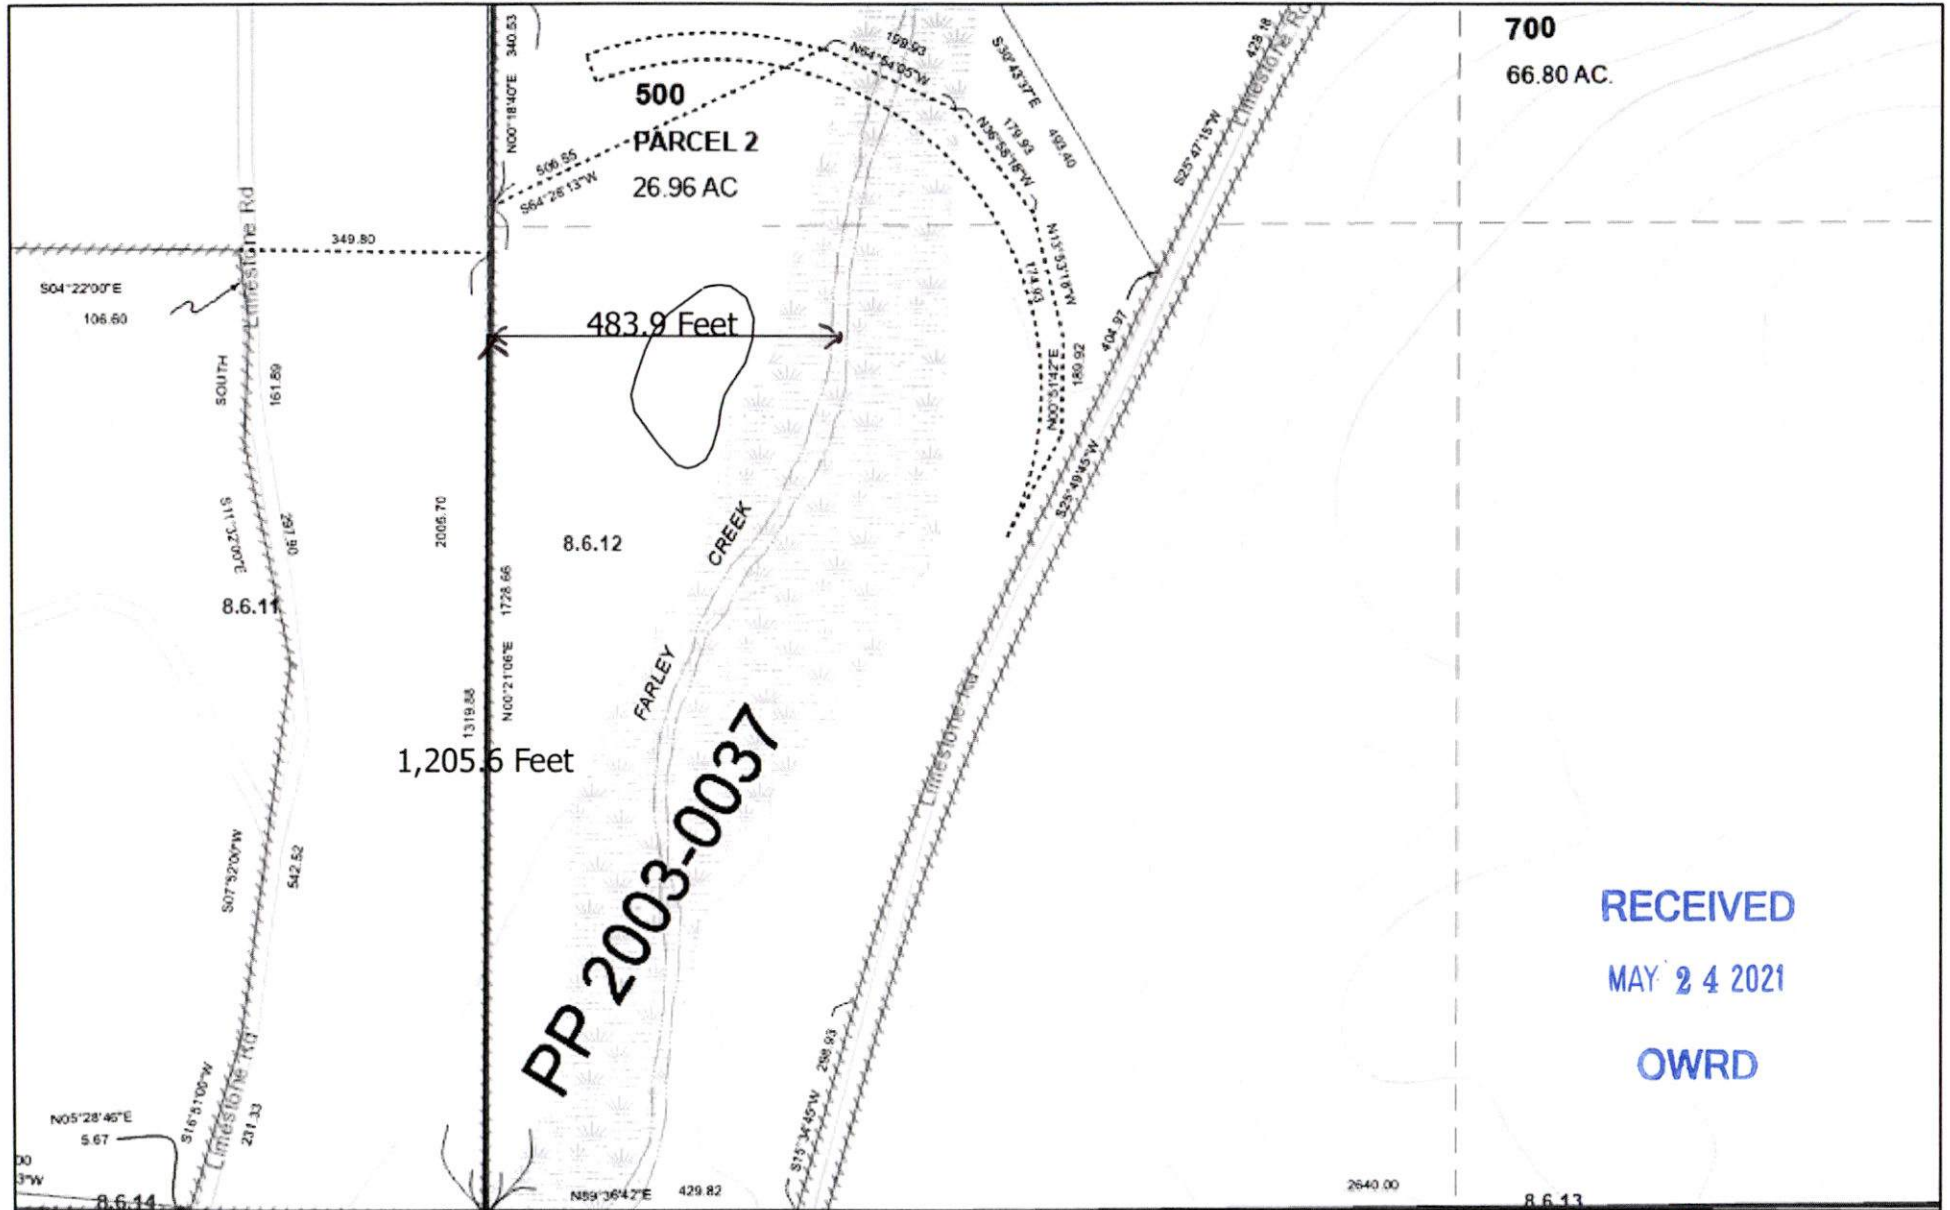 700
66.80 AC.
340.53
N00°18'40"E
500
PARCEL 2
26.96 AC
506.55
S64°26'13"W
199.93
N64°54'05"W
179.93
N36°58'18"W
S30°43'37"E
493.40
428.18
Limestone Rd
S25°47'15"W
N13°53'19"W
174.93
N00°51'42"E
189.92
404.97
S25°49'45"W
349.80
Limestone Rd
S04°22'00"E
106.60
483.9 Feet
SOUTH
161.89
S11°32'00"E
297.90
8.6.11
2005.70
8.6.12
1728.66
N00°21'06"E
1319.88
1,205.6 Feet
CREEK
FARLEY
PP 2003-0037
Limestone Rd
S07°52'00"W
542.52
RECEIVED
MAY 24 2021
OWRD
S16°51'00"W
Limestone Rd
231.33
N05°28'46"E
5.67
00
3"W
8.6.14
N89°36'42"E
429.82
S15°34'45"W
298.93
2640.00
8.6.13